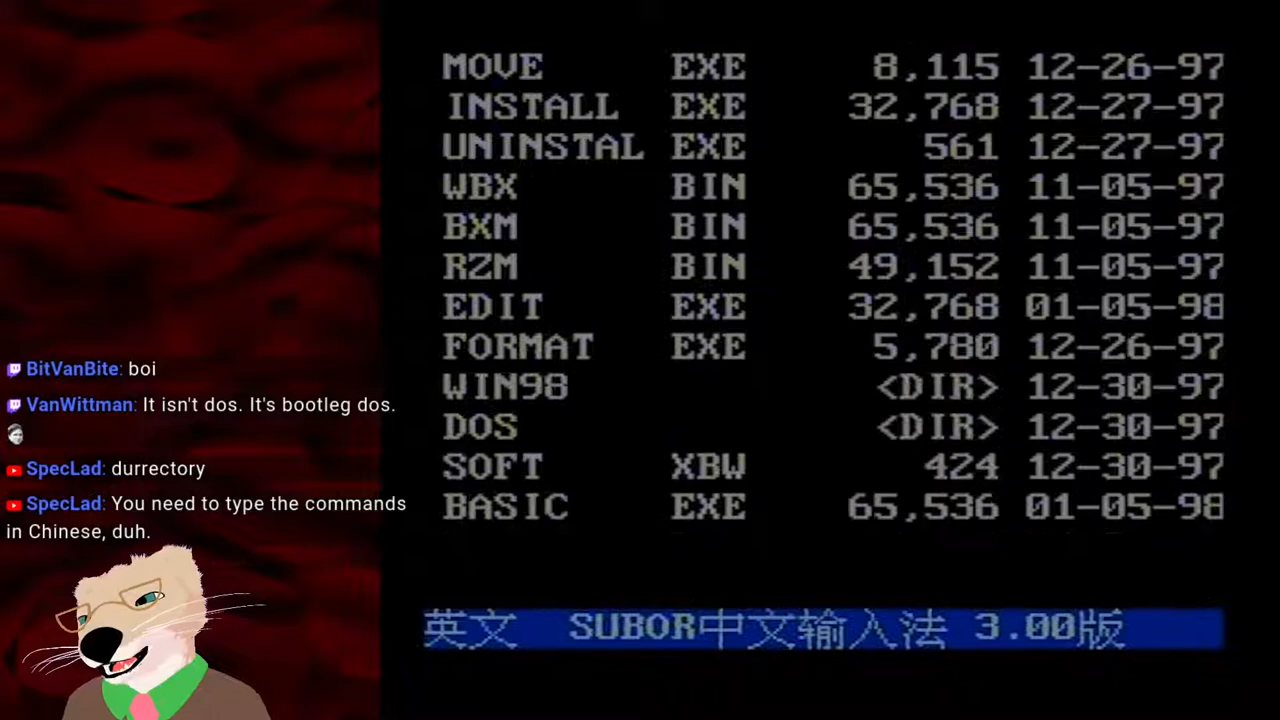 MOVE EXE 8,115 12-26-97
INSTALL EXE 32,768 12-27-97
UNINSTAL EXE 561 12-27-97
WBX BIN 65,536 11-05-97
BXM BIN 65,536 11-05-97
RZM BIN 49,152 11-05-97
EDIT EXE 32,768 01-05-98
FORMAT EXE 5,780 12-26-97
WIN98 <DIR> 12-30-97
DOS <DIR> 12-30-97
SOFT XBW 424 12-30-97
BASIC EXE 65,536 01-05-98
英文 SUBOR中文输入法 3.00版
BitVanBite: boi
VanWittman: It isn't dos. It's bootleg dos.
SpecLad: durrectory
SpecLad: You need to type the commands
in Chinese, duh.